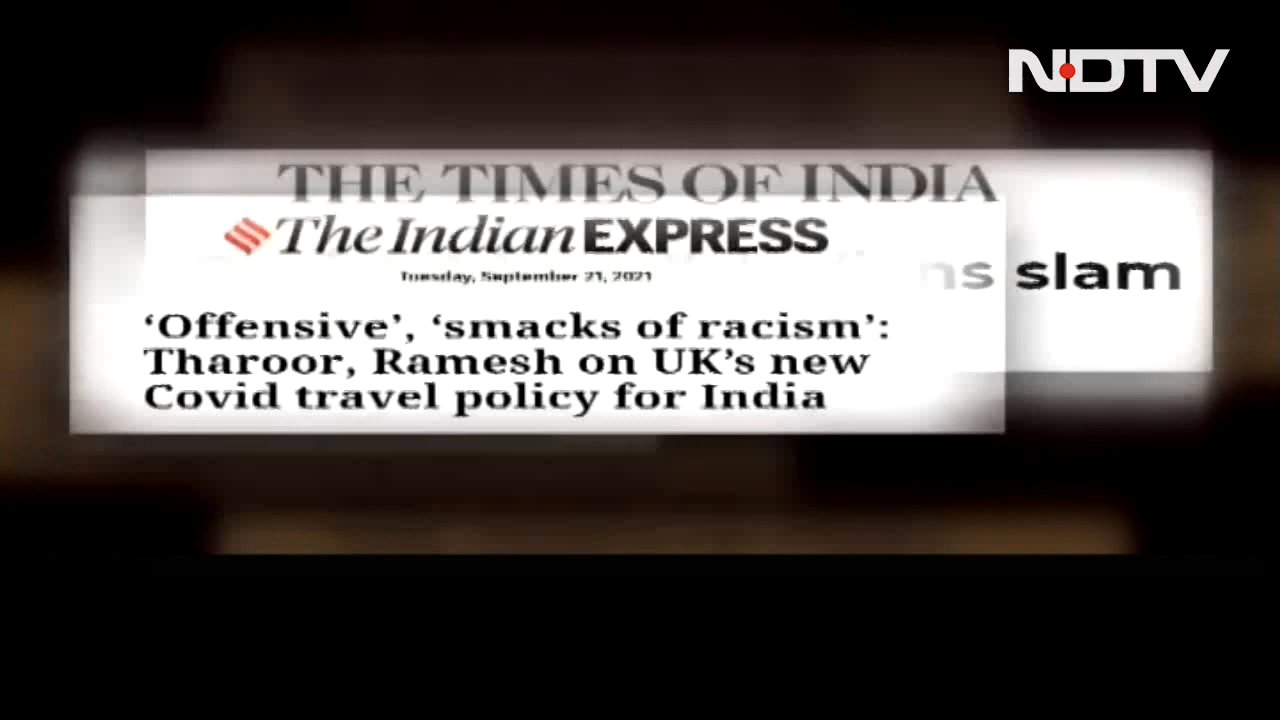 NDTV
THE TIMES OF INDIA
The Indian EXPRESS
ns slam
Tuesday, September 21, 2021
‘Offensive’, ‘smacks of racism’:
Tharoor, Ramesh on UK’s new
Covid travel policy for India